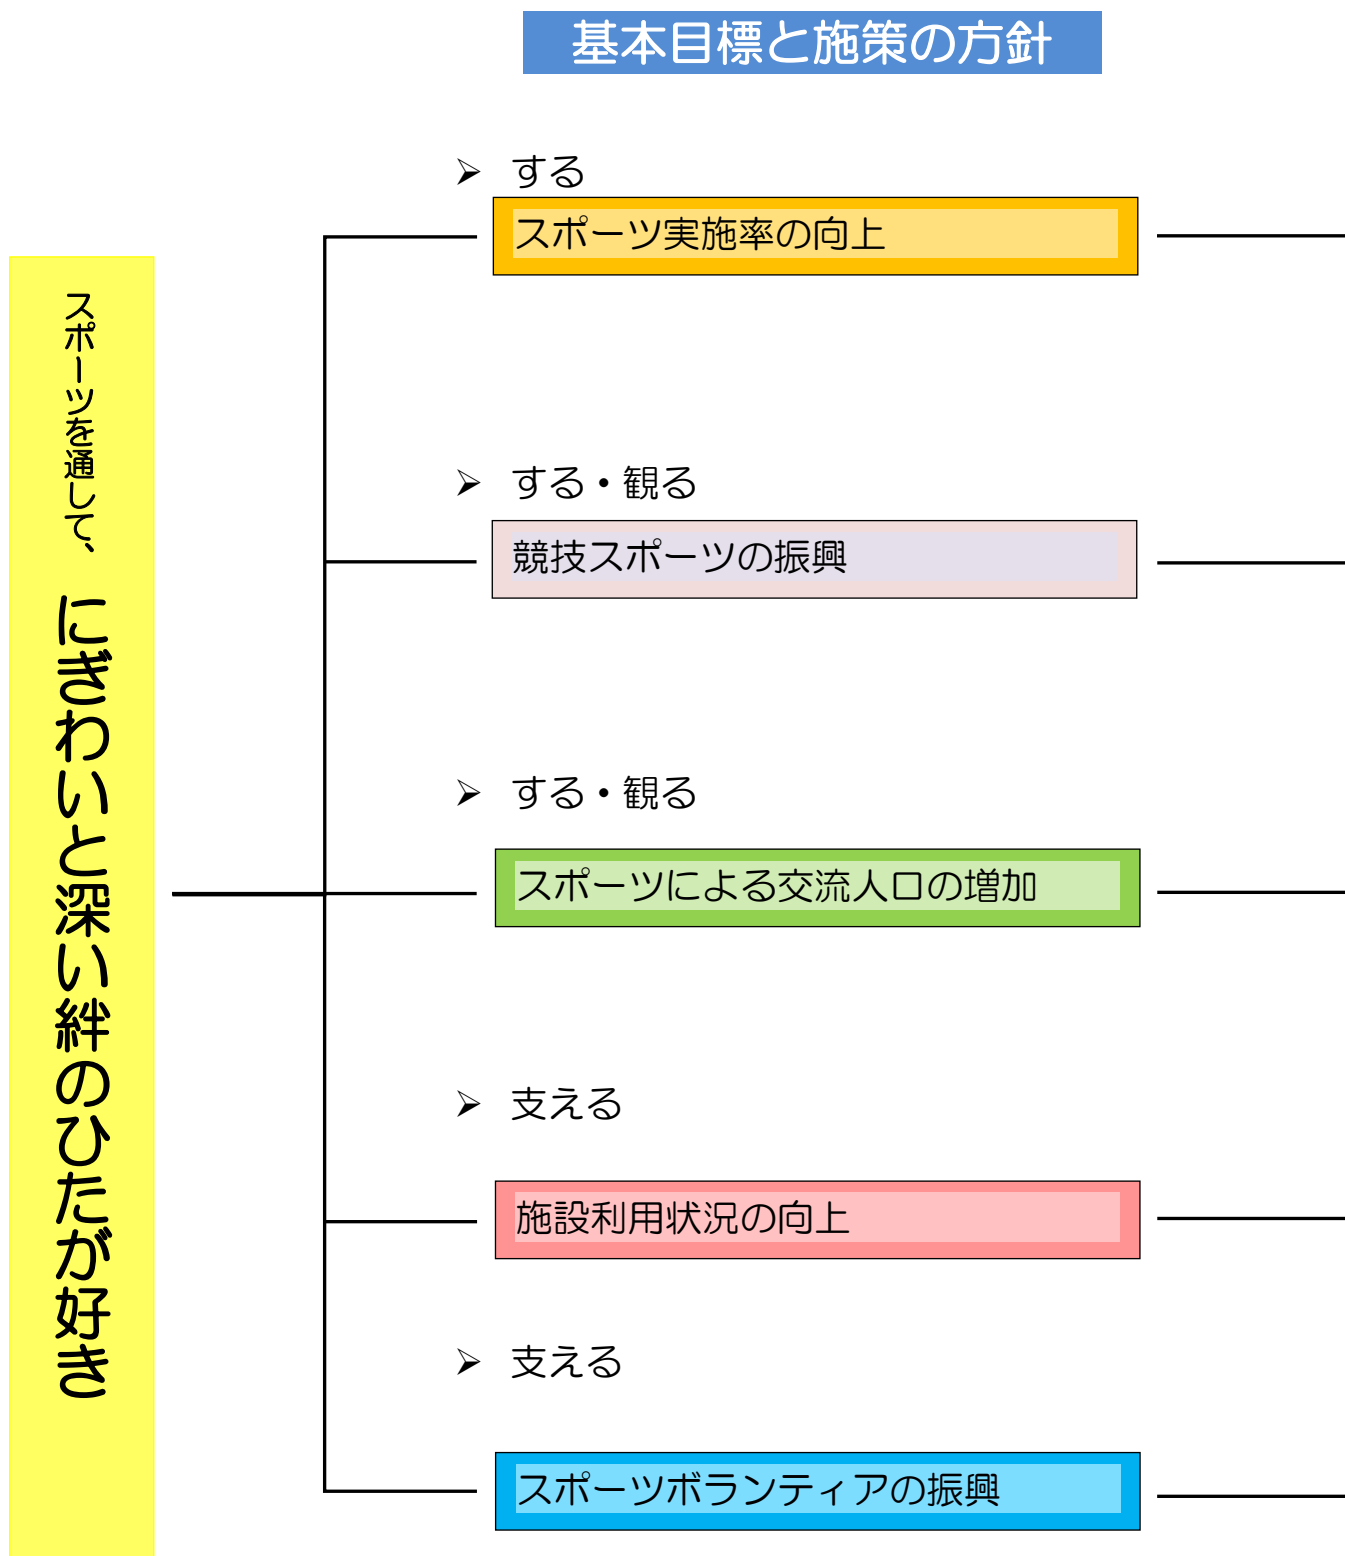 基本目標と施策の方針
スポーツを通して、にぎわいと深い絆のひたが好き
➢ する
スポーツ実施率の向上
➢ する・観る
競技スポーツの振興
➢ する・観る
スポーツによる交流人口の増加
➢ 支える
施設利用状況の向上
➢ 支える
スポーツボランティアの振興